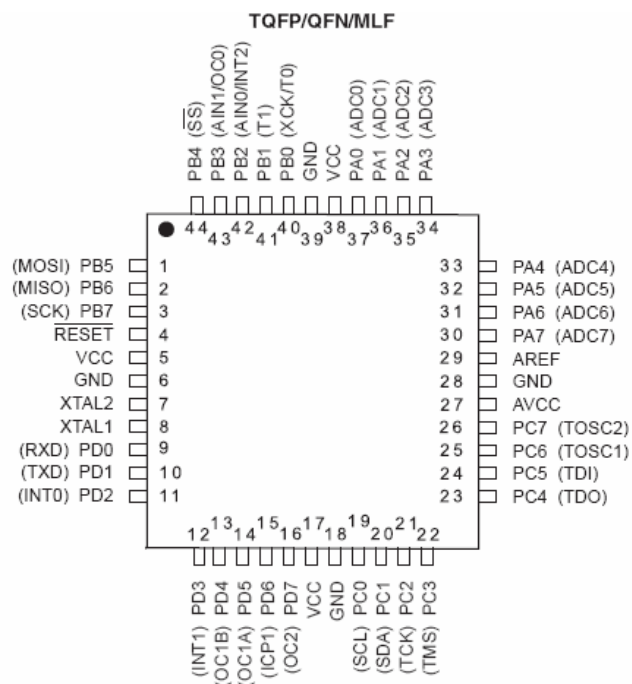 TQFP/QFN/MLF
PB4 (SS)
PB3 (AIN1/OC0)
PB2 (AIN0/INT2)
PB1 (T1)
PB0 (XCK/T0)
GND
VCC
PA0 (ADC0)
PA1 (ADC1)
PA2 (ADC2)
PA3 (ADC3)
44 43 42 41 40 39 38 37 36 35 34
(MOSI) PB5 1
(MISO) PB6 2
(SCK) PB7 3
RESET 4
VCC 5
GND 6
XTAL2 7
XTAL1 8
(RXD) PD0 9
(TXD) PD1 10
(INT0) PD2 11
33 PA4 (ADC4)
32 PA5 (ADC5)
31 PA6 (ADC6)
30 PA7 (ADC7)
29 AREF
28 GND
27 AVCC
26 PC7 (TOSC2)
25 PC6 (TOSC1)
24 PC5 (TDI)
23 PC4 (TDO)
12 13 14 15 16 17 18 19 20 21 22
(INT1) PD3
(OC1B) PD4
(OC1A) PD5
(ICP1) PD6
(OC2) PD7
VCC
GND
(SCL) PC0
(SDA) PC1
(TCK) PC2
(TMS) PC3